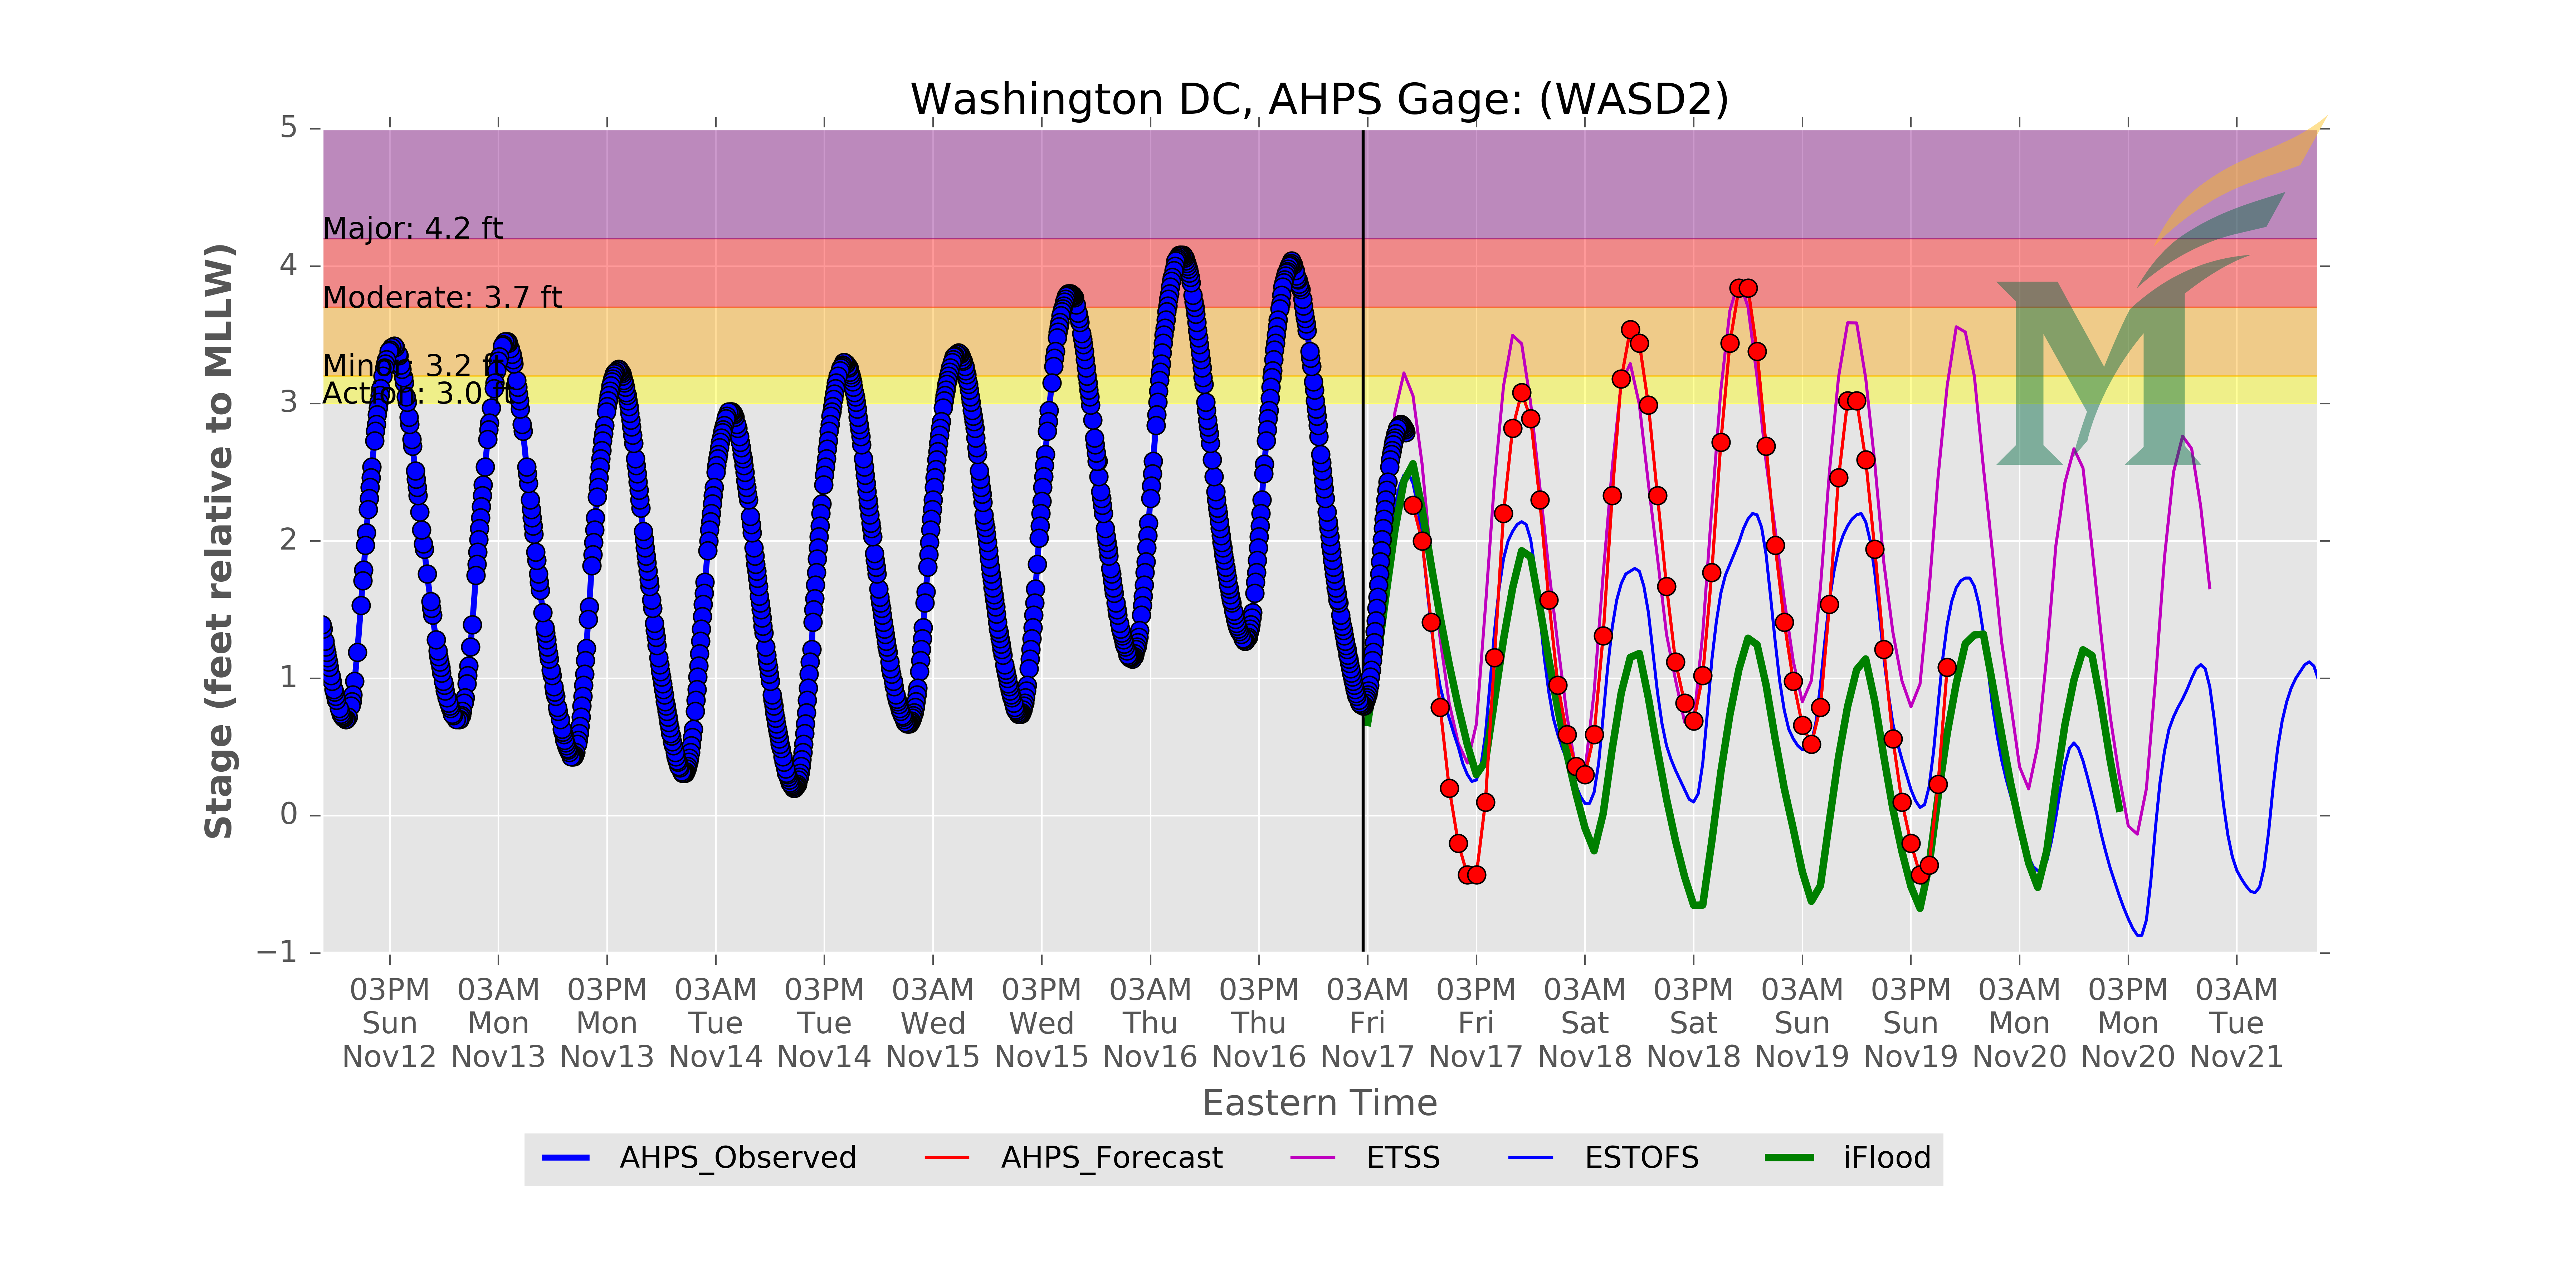 Washington DC, AHPS Gage: (WASD2)
Stage (feet relative to MLLW)
5
4
3
2
1
0
−1
Major: 4.2 ft
Moderate: 3.7 ft
Minor: 3.2 ft
Action: 3.0 ft
03PM 03AM 03PM 03AM 03PM 03AM 03PM 03AM 03PM 03AM 03PM 03AM 03PM 03AM 03PM 03AM 03PM 03AM
Sun Mon Mon Tue Tue Wed Wed Thu Thu Fri Fri Sat Sat Sun Sun Mon Mon Tue
Nov12 Nov13 Nov13 Nov14 Nov14 Nov15 Nov15 Nov16 Nov16 Nov17 Nov17 Nov18 Nov18 Nov19 Nov19 Nov20 Nov20 Nov21
Eastern Time
AHPS_Observed AHPS_Forecast ETSS ESTOFS iFlood
M